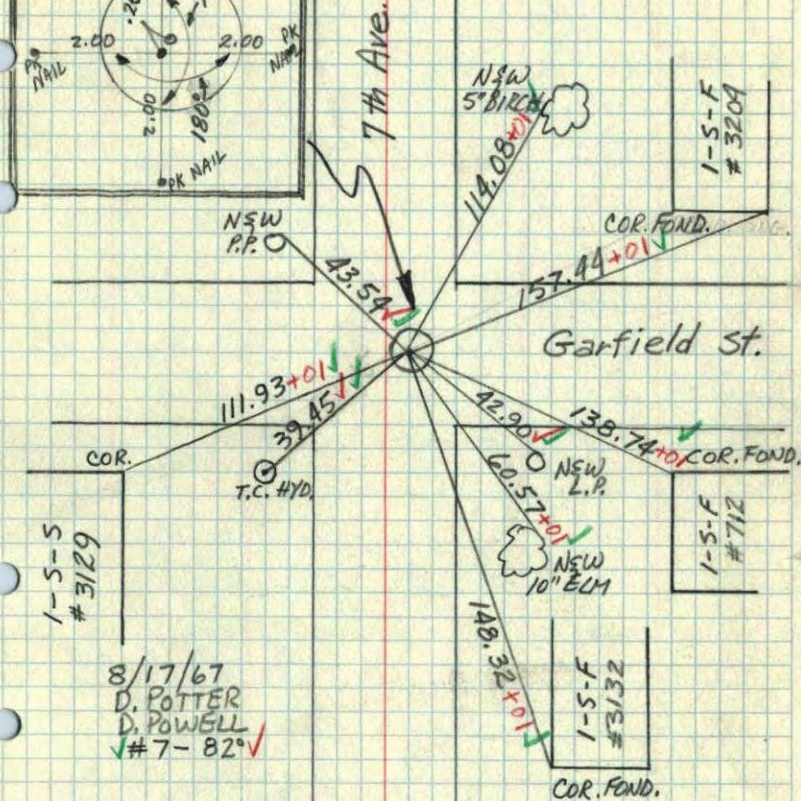 .20
2.00
2.00
PK
NAIL
PK
NAIL
2.00
180°
PK NAIL
7th Ave.
N&W
5" BIRCH
114.08+01
1-S-F
#3209
COR. FOND.
157.44+01
N&W
P.P.
43.54
Garfield St.
111.93+01
39.45
42.90
138.74+01
COR. FOND.
COR.
T.C. HYD.
N&W
L.P.
60.57+01
N&W
10" ELM
1-S-F
#712
1-S-S
#3129
148.32+01
1-S-F
#3132
COR. FOND.
8/17/67
D. POTTER
D. POWELL
✓#7- 82°✓